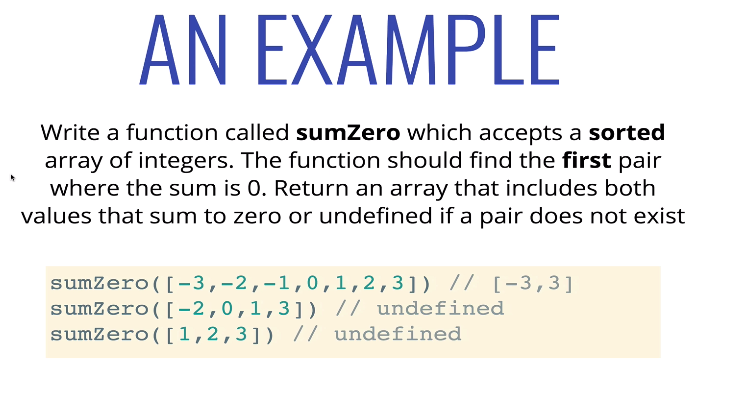 AN EXAMPLE
Write a function called sumZero which accepts a sorted
array of integers. The function should find the first pair
where the sum is 0. Return an array that includes both
values that sum to zero or undefined if a pair does not exist
sumZero([-3,-2,-1,0,1,2,3]) // [-3,3]
sumZero([-2,0,1,3]) // undefined
sumZero([1,2,3]) // undefined